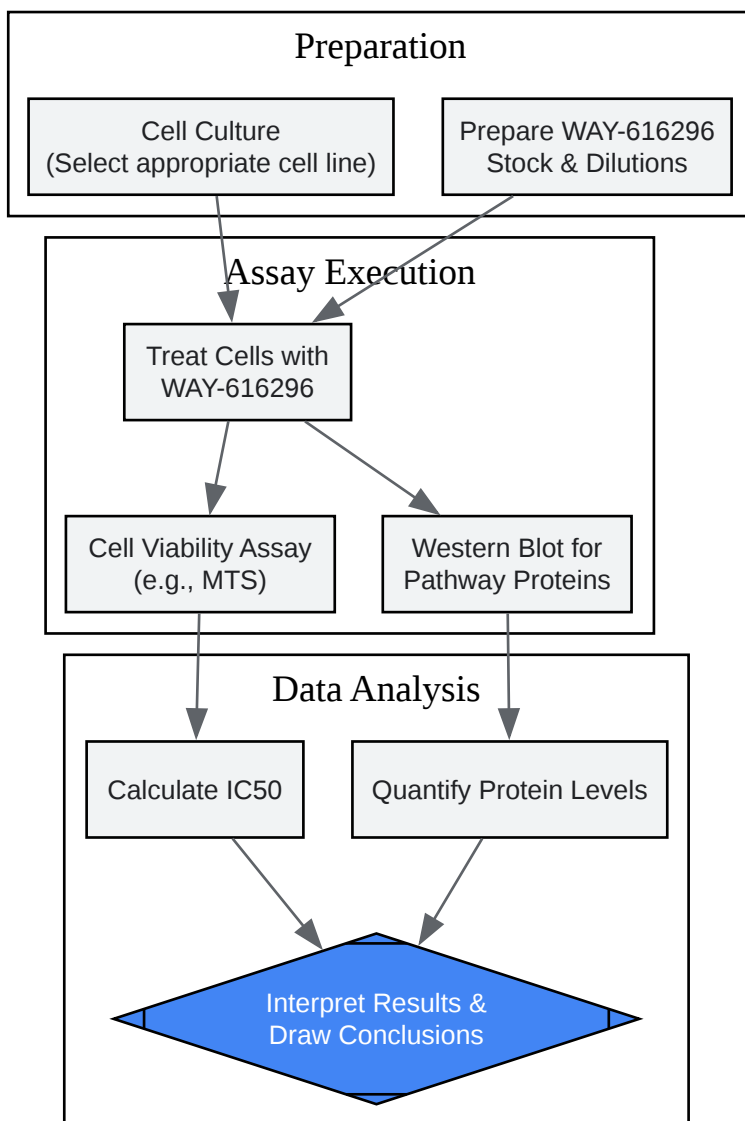 Preparation
Cell Culture
(Select appropriate cell line)
Prepare WAY-616296
Stock & Dilutions
Assay Execution
Treat Cells with
WAY-616296
Cell Viability Assay
(e.g., MTS)
Western Blot for
Pathway Proteins
Data Analysis
Calculate IC50
Quantify Protein Levels
Interpret Results &
Draw Conclusions